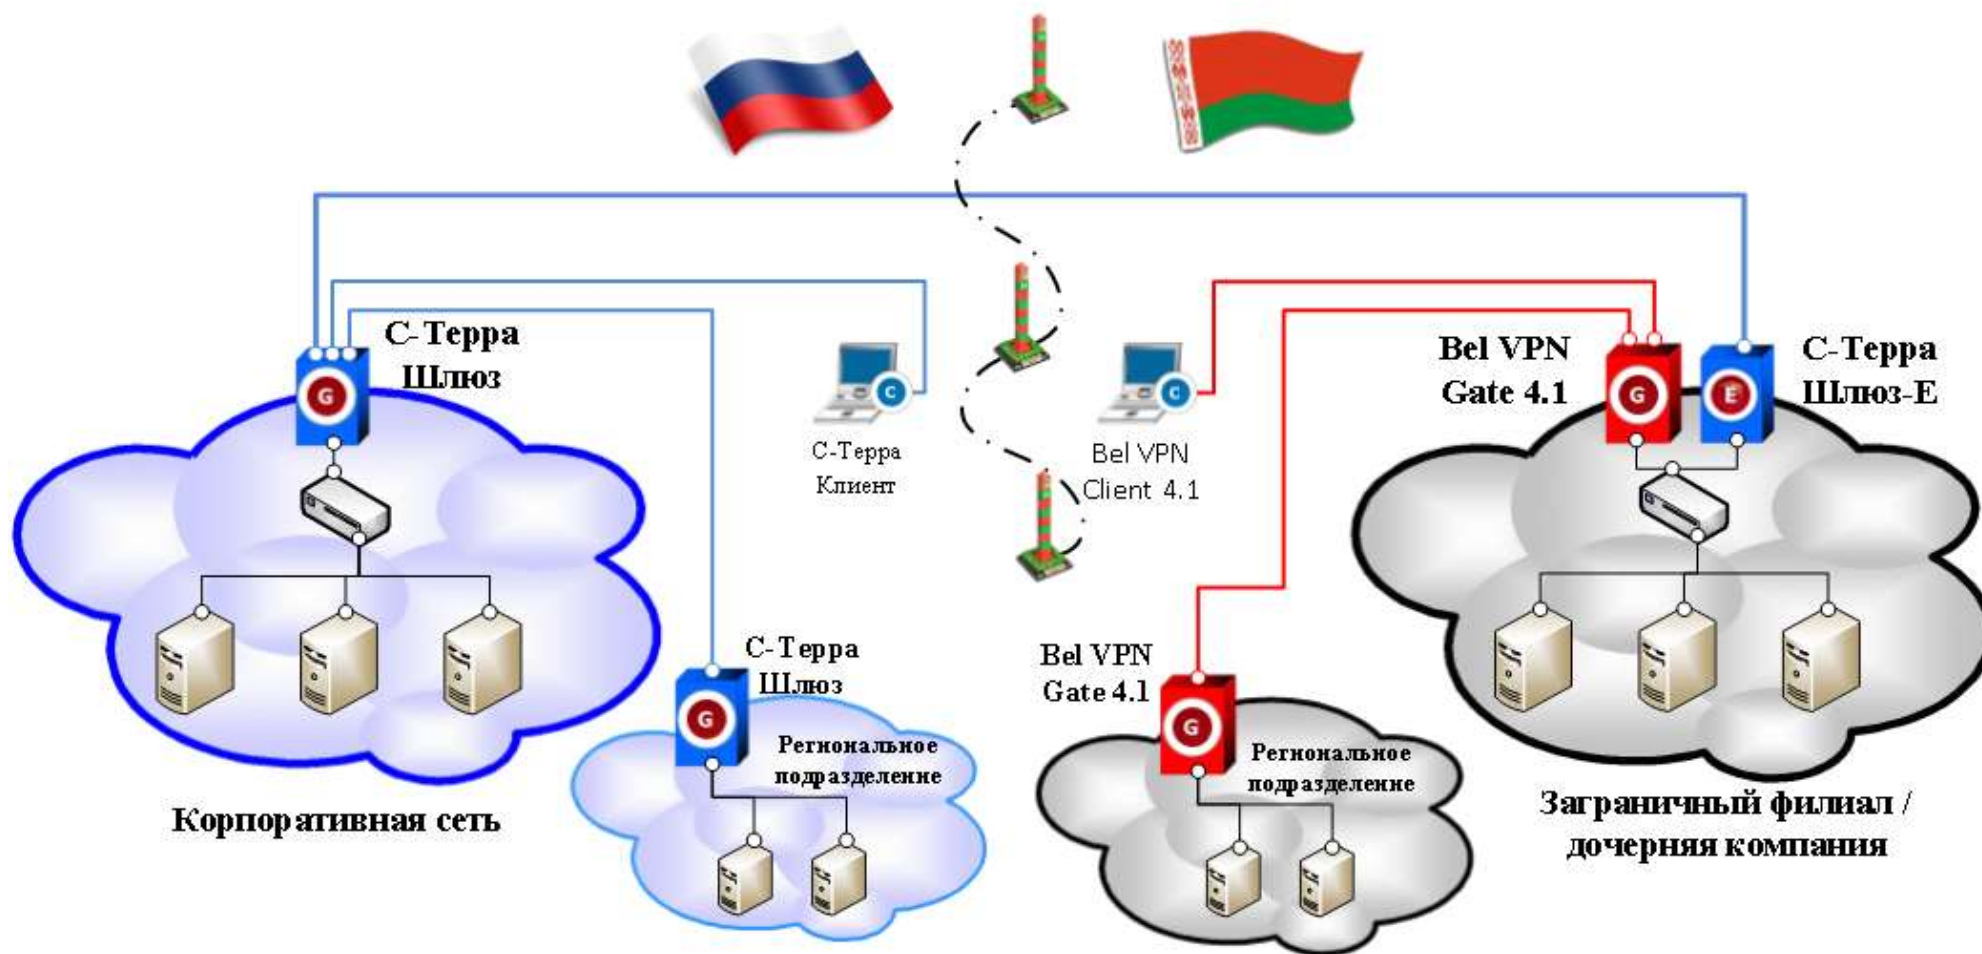 С-Терра
Шлюз
G
C
С-Терра
Клиент
C
Bel VPN
Client 4.1
Bel VPN
Gate 4.1
G
E
С-Терра
Шлюз-Е
С-Терра
Шлюз
G
Региональное
подразделение
Bel VPN
Gate 4.1
G
Региональное
подразделение
Корпоративная сеть
Заграничный филиал /
дочерняя компания